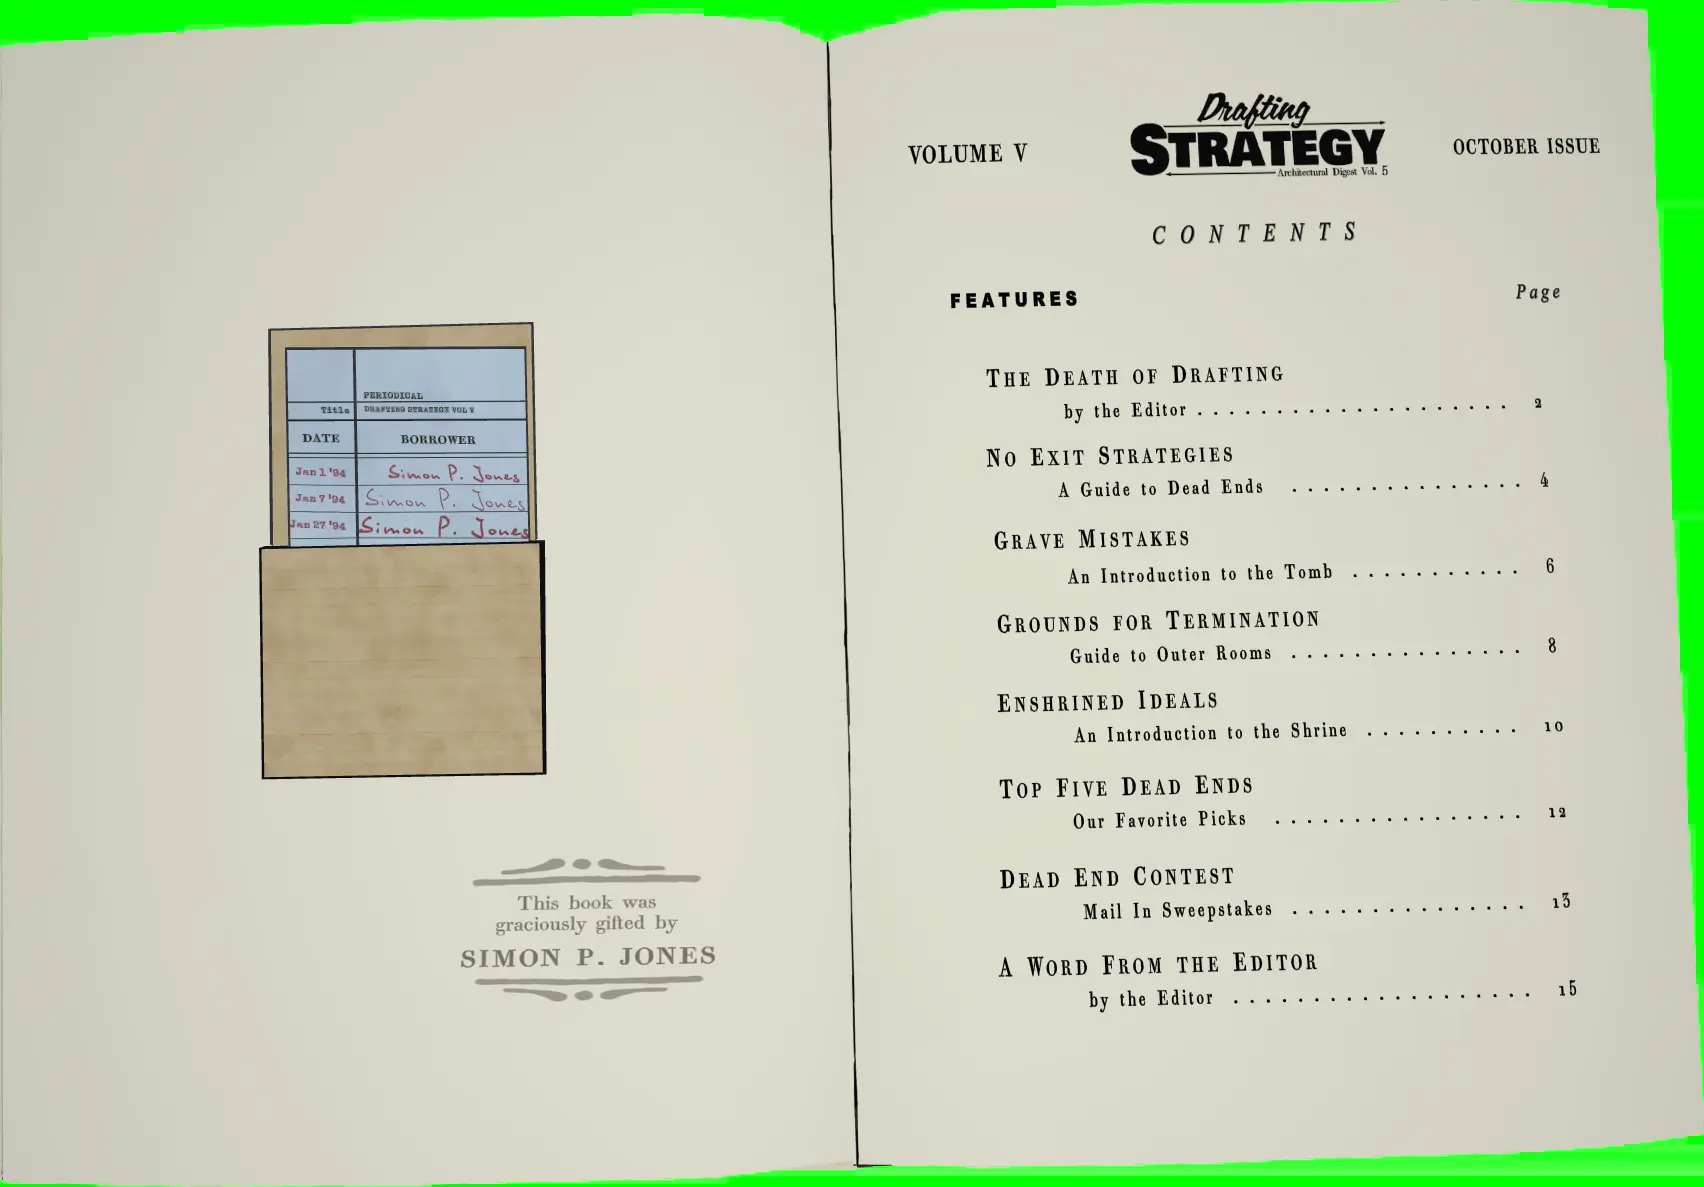 PERIODICAL
Title DRAFTING STRATEGY VOL V
DATE BORROWER
Jan 1 '94 Simon P. Jones
Jan 7 '94 Simon P. Jones
Jan 27 '94 Simon P. Jones
This book was
graciously gifted by
SIMON P. JONES
VOLUME V
Drafting
STRATEGY
Architectural Digest Vol. 5
OCTOBER ISSUE
CONTENTS
FEATURES Page
THE DEATH OF DRAFTING
by the Editor . . . . . . . . . . . . . . . . . . . . 2
NO EXIT STRATEGIES
A Guide to Dead Ends . . . . . . . . . . . . . . . 4
GRAVE MISTAKES
An Introduction to the Tomb . . . . . . . . . . . 6
GROUNDS FOR TERMINATION
Guide to Outer Rooms . . . . . . . . . . . . . . . 8
ENSHRINED IDEALS
An Introduction to the Shrine . . . . . . . . . . 10
TOP FIVE DEAD ENDS
Our Favorite Picks . . . . . . . . . . . . . . . . 12
DEAD END CONTEST
Mail In Sweepstakes . . . . . . . . . . . . . . . 13
A WORD FROM THE EDITOR
by the Editor . . . . . . . . . . . . . . . . . . . 15